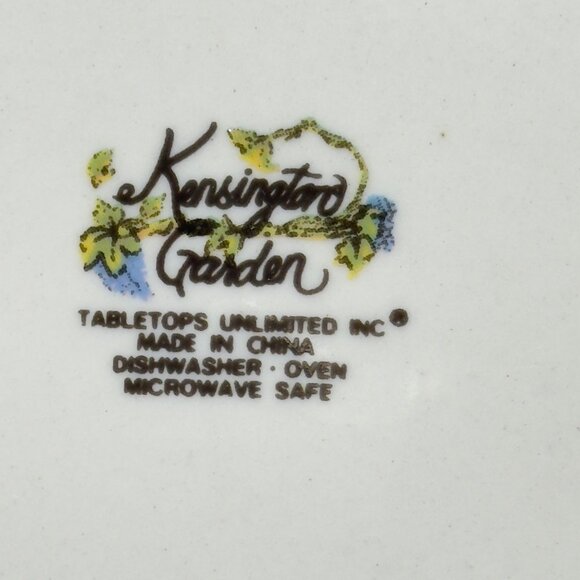 Kensington
Garden
TABLETOPS UNLIMITED INC®
MADE IN CHINA
DISHWASHER · OVEN
MICROWAVE SAFE